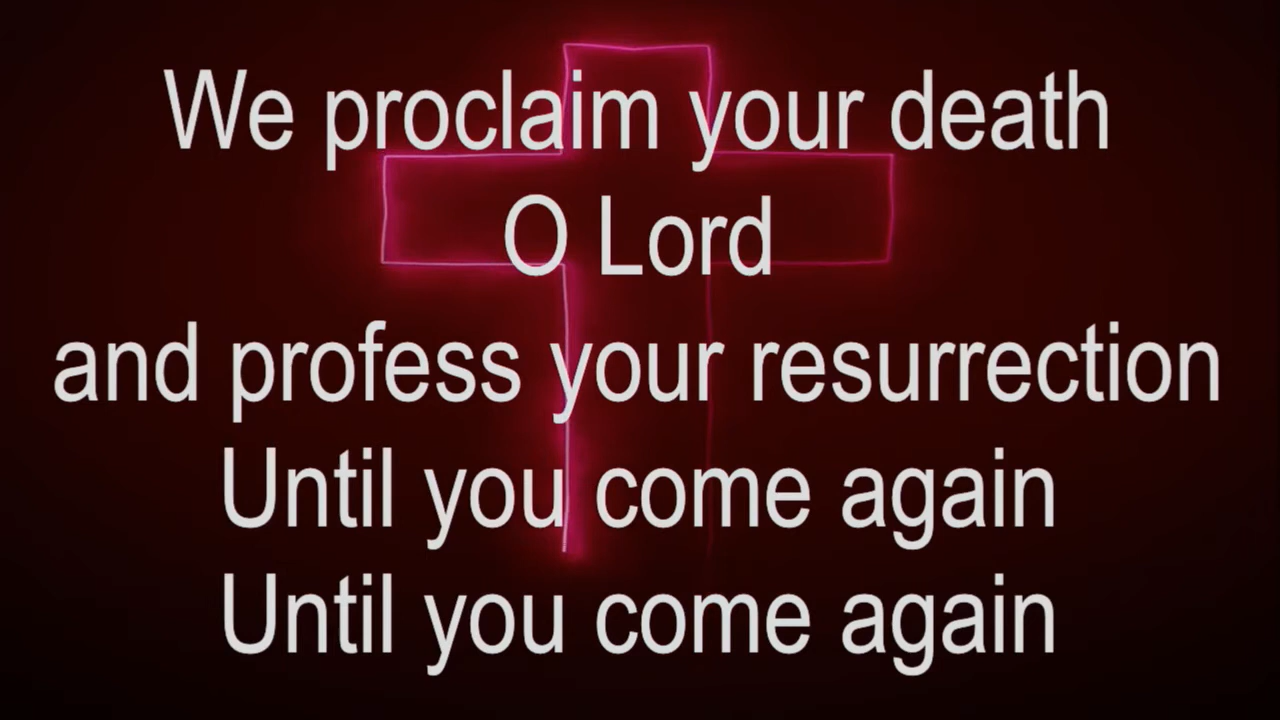 We proclaim your death
O Lord
and profess your resurrection
Until you come again
Until you come again